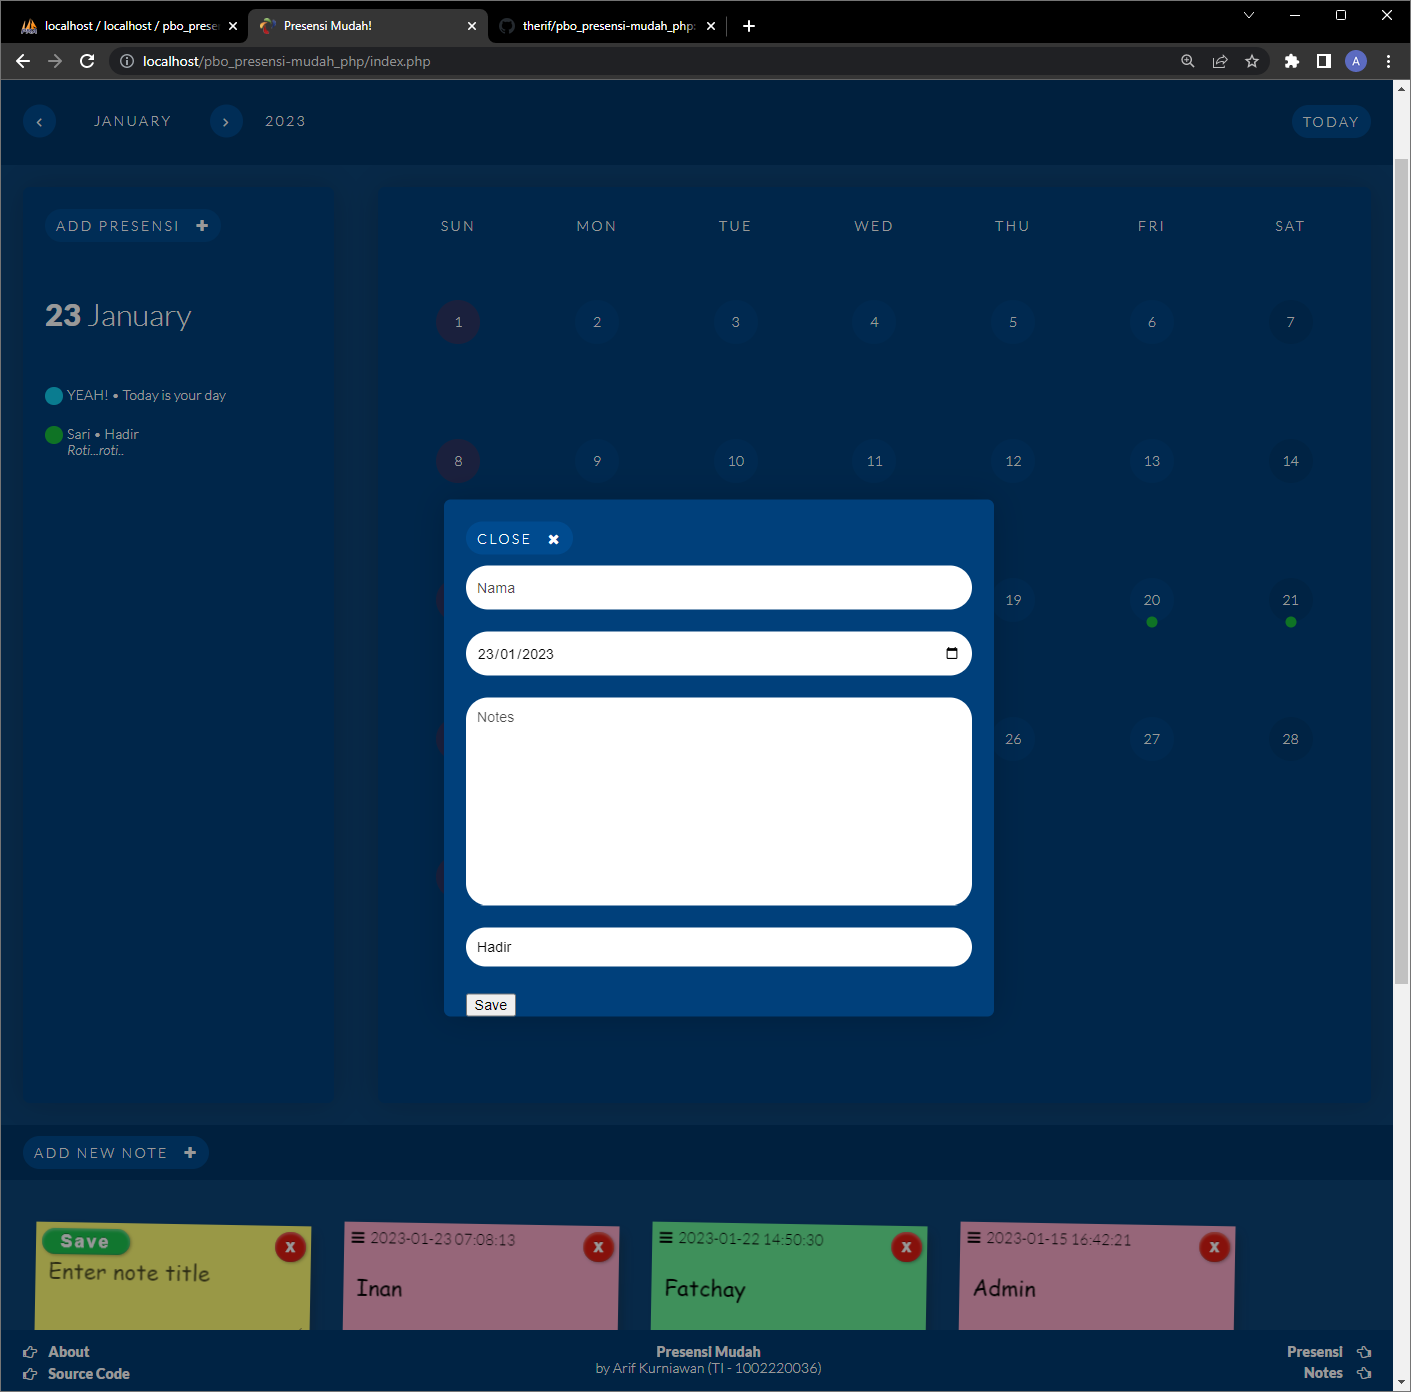 localhost / localhost / pbo_prese
Presensi Mudah!
therif/pbo_presensi-mudah_php:
localhost/pbo_presensi-mudah_php/index.php
A
JANUARY
2023
TODAY
ADD PRESENSI
SUN MON TUE WED THU FRI SAT
23 January
1 2 3 4 5 6 7
YEAH! • Today is your day
Sari • Hadir
Roti...roti..
8 9 10 11 12 13 14
CLOSE
Nama
19 20 21
23/01/2023
Notes
26 27 28
Hadir
Save
ADD NEW NOTE
Save
x
Enter note title
2023-01-23 07:08:13
x
Inan
2023-01-22 14:50:30
x
Fatchay
2023-01-15 16:42:21
x
Admin
About
Source Code
Presensi Mudah
by Arif Kurniawan (TI - 1002220036)
Presensi
Notes